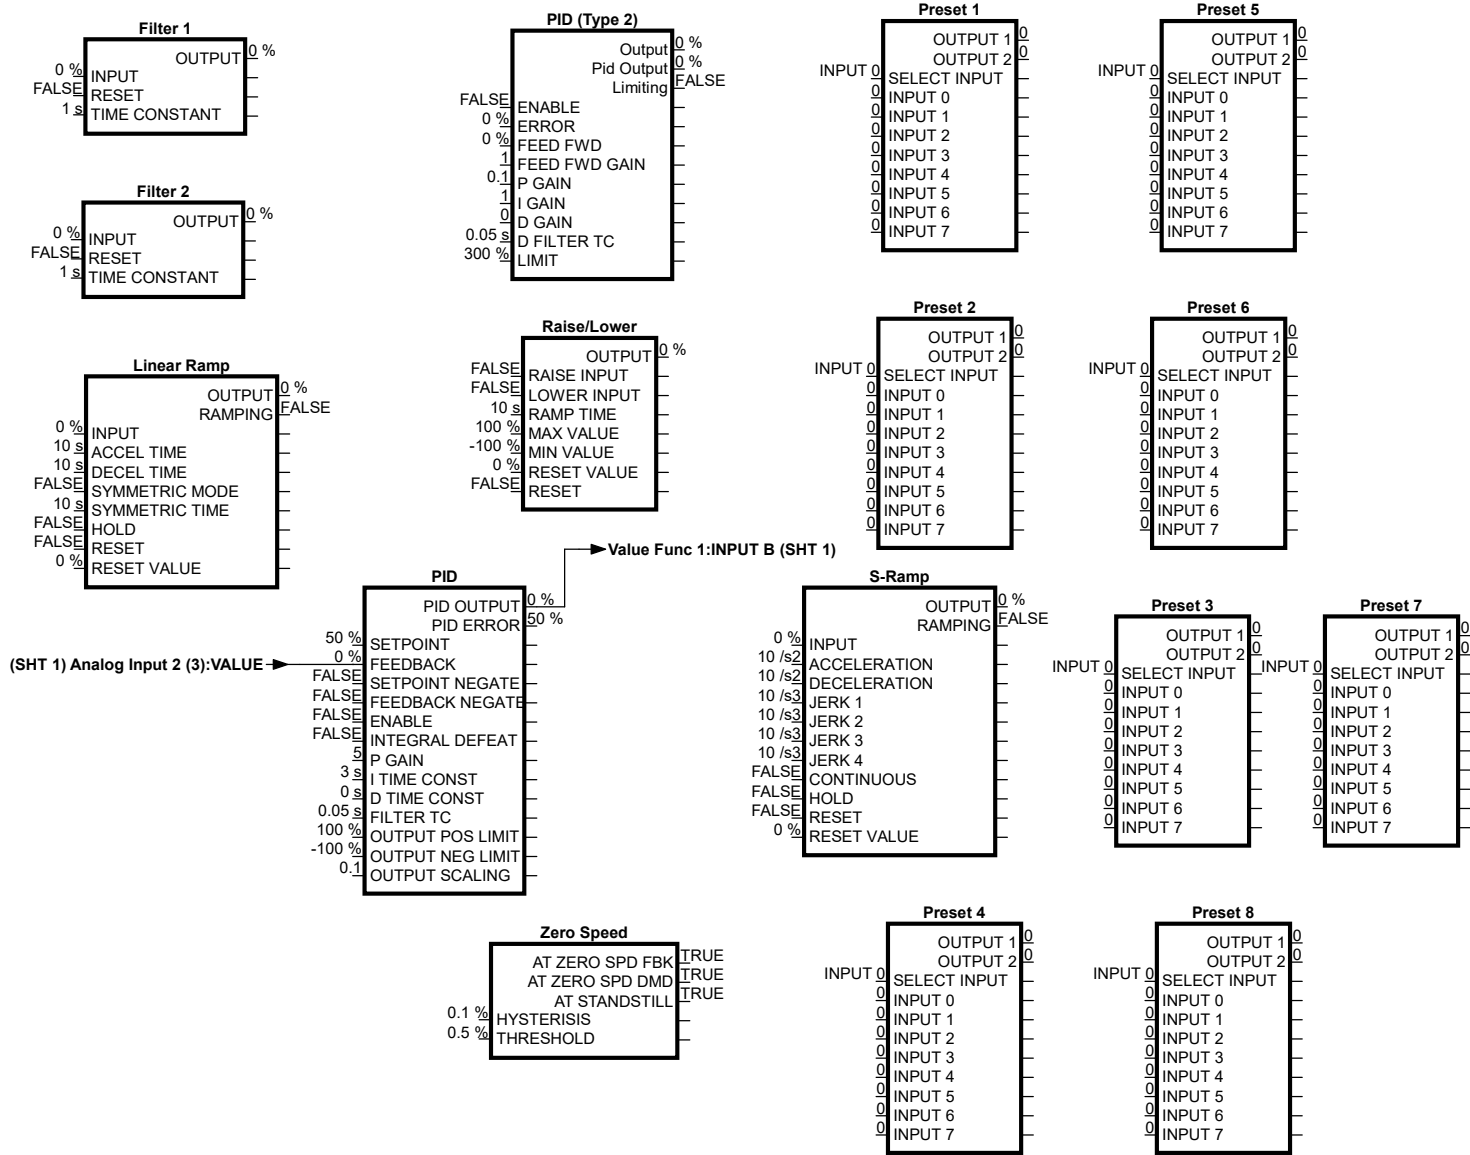 Filter 1
OUTPUT 0 %
0 % INPUT
FALSE RESET
1 s TIME CONSTANT
Filter 2
OUTPUT 0 %
0 % INPUT
FALSE RESET
1 s TIME CONSTANT
Linear Ramp
OUTPUT 0 %
RAMPING FALSE
0 % INPUT
10 s ACCEL TIME
10 s DECEL TIME
FALSE SYMMETRIC MODE
10 s SYMMETRIC TIME
FALSE HOLD
FALSE RESET
0 % RESET VALUE
PID (Type 2)
Output 0 %
Pid Output 0 %
Limiting FALSE
FALSE ENABLE
0 % ERROR
0 % FEED FWD
1 FEED FWD GAIN
0.1 P GAIN
1 I GAIN
0 D GAIN
0.05 s D FILTER TC
300 % LIMIT
Raise/Lower
OUTPUT 0 %
FALSE RAISE INPUT
FALSE LOWER INPUT
10 s RAMP TIME
100 % MAX VALUE
-100 % MIN VALUE
0 % RESET VALUE
FALSE RESET
Value Func 1:INPUT B (SHT 1)
PID
PID OUTPUT 0 %
PID ERROR 50 %
50 % SETPOINT
(SHT 1) Analog Input 2 (3):VALUE 0 % FEEDBACK
FALSE SETPOINT NEGATE
FALSE FEEDBACK NEGATE
FALSE ENABLE
FALSE INTEGRAL DEFEAT
5 P GAIN
3 s I TIME CONST
0 s D TIME CONST
0.05 s FILTER TC
100 % OUTPUT POS LIMIT
-100 % OUTPUT NEG LIMIT
0.1 OUTPUT SCALING
Zero Speed
AT ZERO SPD FBK TRUE
AT ZERO SPD DMD TRUE
AT STANDSTILL TRUE
0.1 % HYSTERISIS
0.5 % THRESHOLD
Preset 1
OUTPUT 1 0
OUTPUT 2 0
INPUT 0 SELECT INPUT
0 INPUT 0
0 INPUT 1
0 INPUT 2
0 INPUT 3
0 INPUT 4
0 INPUT 5
0 INPUT 6
0 INPUT 7
Preset 5
OUTPUT 1 0
OUTPUT 2 0
INPUT 0 SELECT INPUT
0 INPUT 0
0 INPUT 1
0 INPUT 2
0 INPUT 3
0 INPUT 4
0 INPUT 5
0 INPUT 6
0 INPUT 7
Preset 2
OUTPUT 1 0
OUTPUT 2 0
INPUT 0 SELECT INPUT
0 INPUT 0
0 INPUT 1
0 INPUT 2
0 INPUT 3
0 INPUT 4
0 INPUT 5
0 INPUT 6
0 INPUT 7
Preset 6
OUTPUT 1 0
OUTPUT 2 0
INPUT 0 SELECT INPUT
0 INPUT 0
0 INPUT 1
0 INPUT 2
0 INPUT 3
0 INPUT 4
0 INPUT 5
0 INPUT 6
0 INPUT 7
S-Ramp
OUTPUT 0 %
RAMPING FALSE
0 % INPUT
10 /s2 ACCELERATION
10 /s2 DECELERATION
10 /s3 JERK 1
10 /s3 JERK 2
10 /s3 JERK 3
10 /s3 JERK 4
FALSE CONTINUOUS
FALSE HOLD
FALSE RESET
0 % RESET VALUE
Preset 3
OUTPUT 1 0
OUTPUT 2 0
INPUT 0 SELECT INPUT
0 INPUT 0
0 INPUT 1
0 INPUT 2
0 INPUT 3
0 INPUT 4
0 INPUT 5
0 INPUT 6
0 INPUT 7
Preset 7
OUTPUT 1 0
OUTPUT 2 0
INPUT 0 SELECT INPUT
0 INPUT 0
0 INPUT 1
0 INPUT 2
0 INPUT 3
0 INPUT 4
0 INPUT 5
0 INPUT 6
0 INPUT 7
Preset 4
OUTPUT 1 0
OUTPUT 2 0
INPUT 0 SELECT INPUT
0 INPUT 0
0 INPUT 1
0 INPUT 2
0 INPUT 3
0 INPUT 4
0 INPUT 5
0 INPUT 6
0 INPUT 7
Preset 8
OUTPUT 1 0
OUTPUT 2 0
INPUT 0 SELECT INPUT
0 INPUT 0
0 INPUT 1
0 INPUT 2
0 INPUT 3
0 INPUT 4
0 INPUT 5
0 INPUT 6
0 INPUT 7